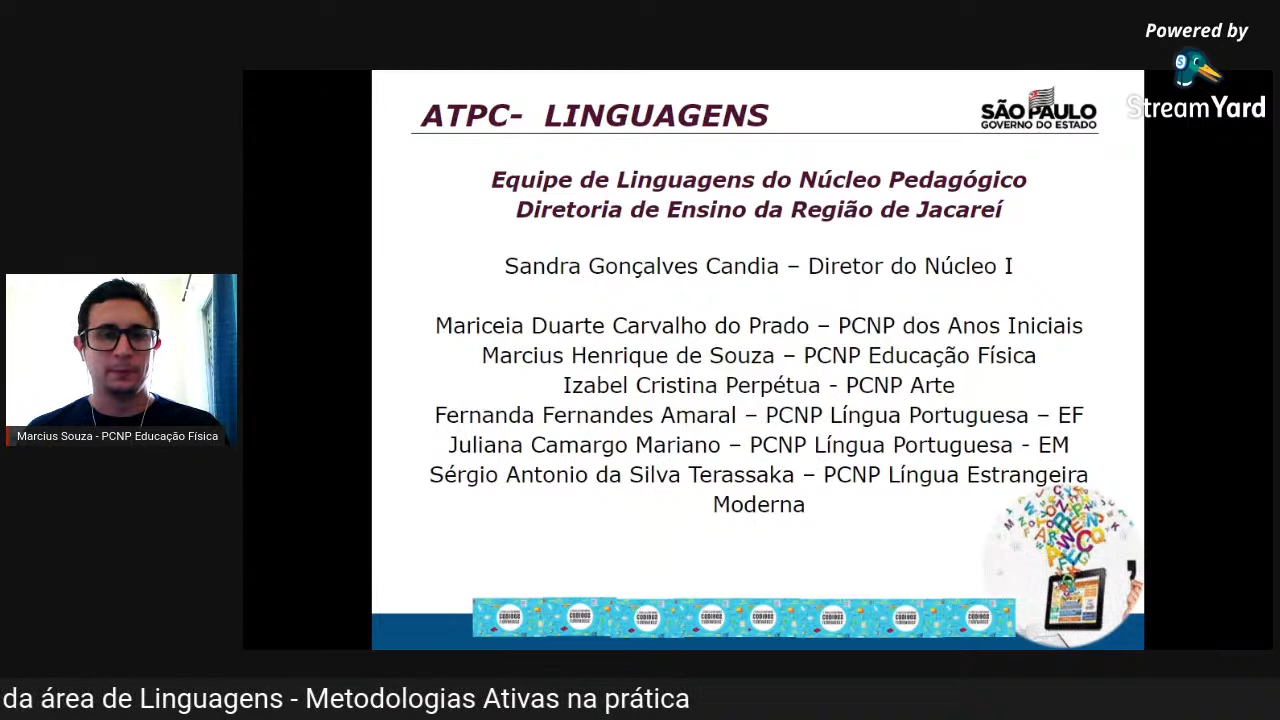 Powered by
StreamYard
ATPC- LINGUAGENS
SÃO PAULO
GOVERNO DO ESTADO
Equipe de Linguagens do Núcleo Pedagógico
Diretoria de Ensino da Região de Jacareí
Sandra Gonçalves Candia – Diretor do Núcleo I
Mariceia Duarte Carvalho do Prado – PCNP dos Anos Iniciais
Marcius Henrique de Souza – PCNP Educação Física
Izabel Cristina Perpétua - PCNP Arte
Fernanda Fernandes Amaral – PCNP Língua Portuguesa – EF
Juliana Camargo Mariano – PCNP Língua Portuguesa - EM
Sérgio Antonio da Silva Terassaka – PCNP Língua Estrangeira
Moderna
Marcius Souza - PCNP Educação Física
da área de Linguagens - Metodologias Ativas na prática